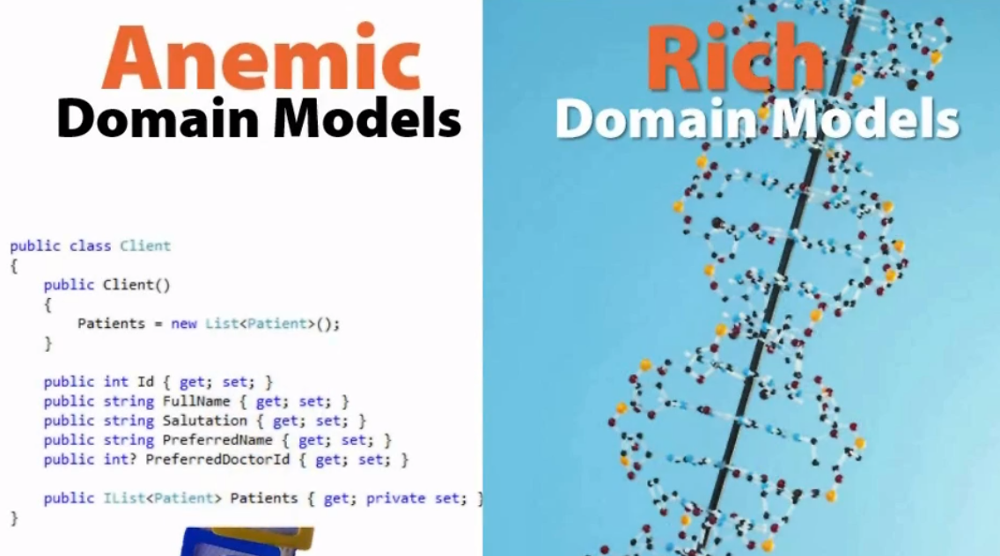 Anemic
Domain Models
public class Client
{
    public Client()
    {
        Patients = new List<Patient>();
    }

    public int Id { get; set; }
    public string FullName { get; set; }
    public string Salutation { get; set; }
    public string PreferredName { get; set; }
    public int? PreferredDoctorId { get; set; }

    public IList<Patient> Patients { get; private set; }
}
Rich
Domain Models